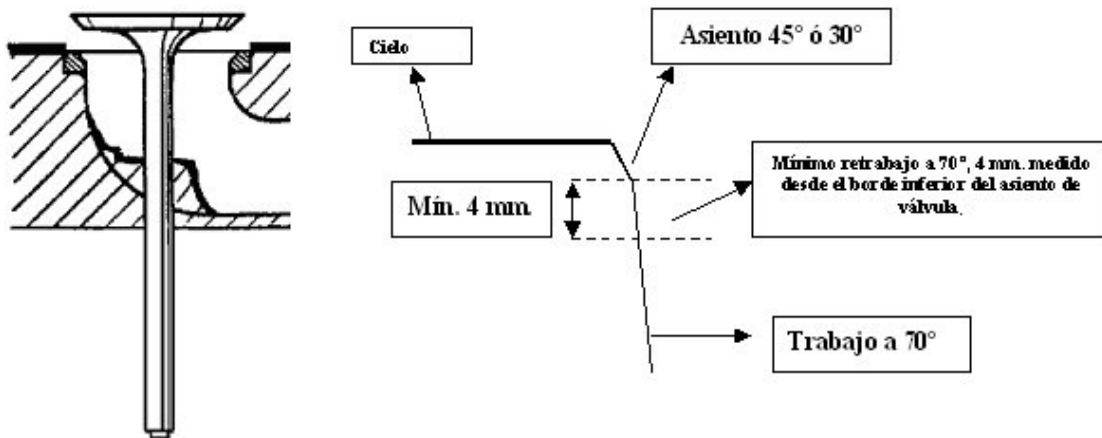 Cielo
Asiento 45° ó 30°
Mínimo retrabajo a 70°, 4 mm. medido
desde el borde inferior del asiento de
válvula.
Mín. 4 mm
Trabajo a 70°